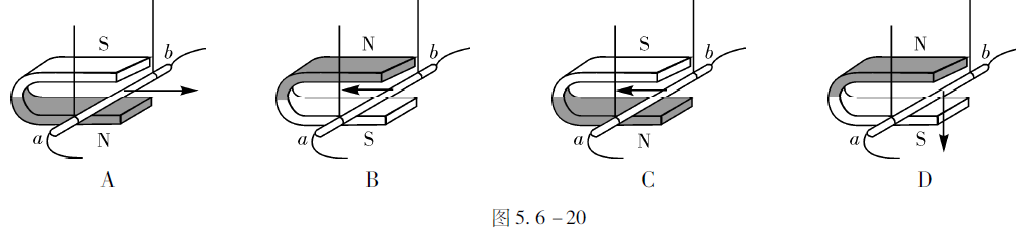 S N S N
b b b b
a N a S a N a S
A B C D
图 5.6-20